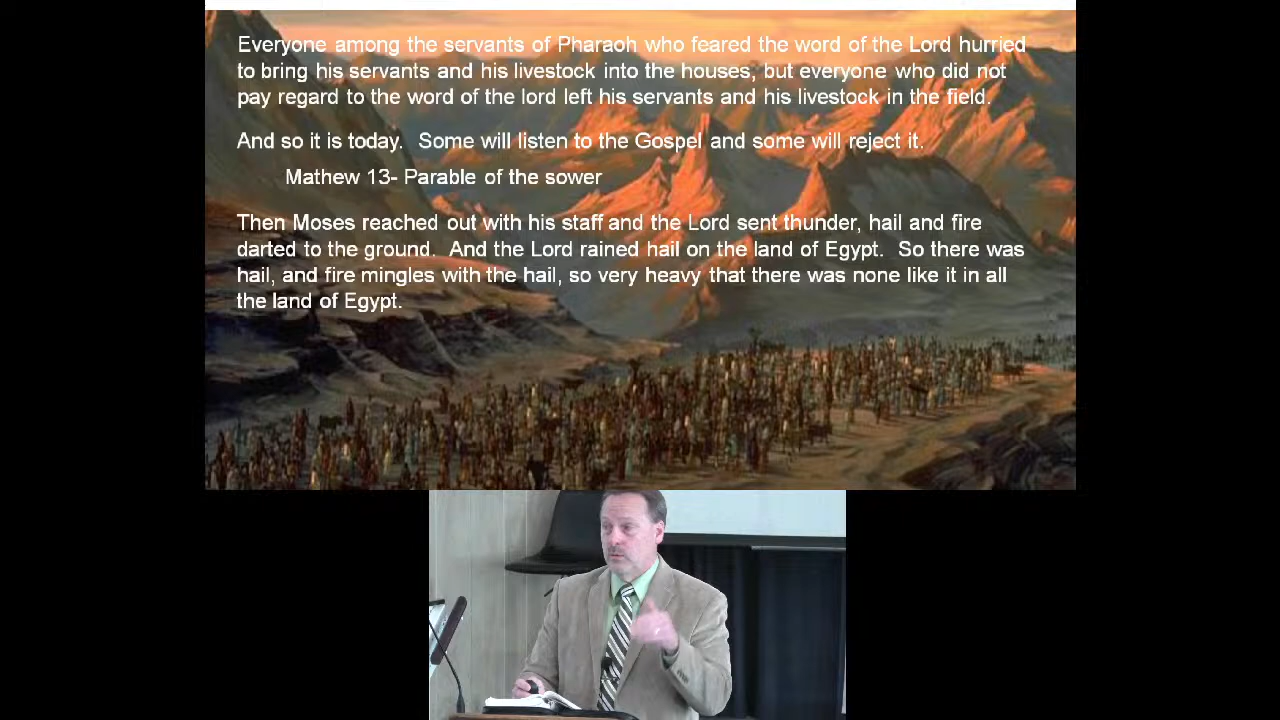 Everyone among the servants of Pharaoh who feared the word of the Lord hurried
to bring his servants and his livestock into the houses, but everyone who did not
pay regard to the word of the lord left his servants and his livestock in the field.
And so it is today.  Some will listen to the Gospel and some will reject it.
Mathew 13- Parable of the sower
Then Moses reached out with his staff and the Lord sent thunder, hail and fire
darted to the ground.  And the Lord rained hail on the land of Egypt.  So there was
hail, and fire mingles with the hail, so very heavy that there was none like it in all
the land of Egypt.